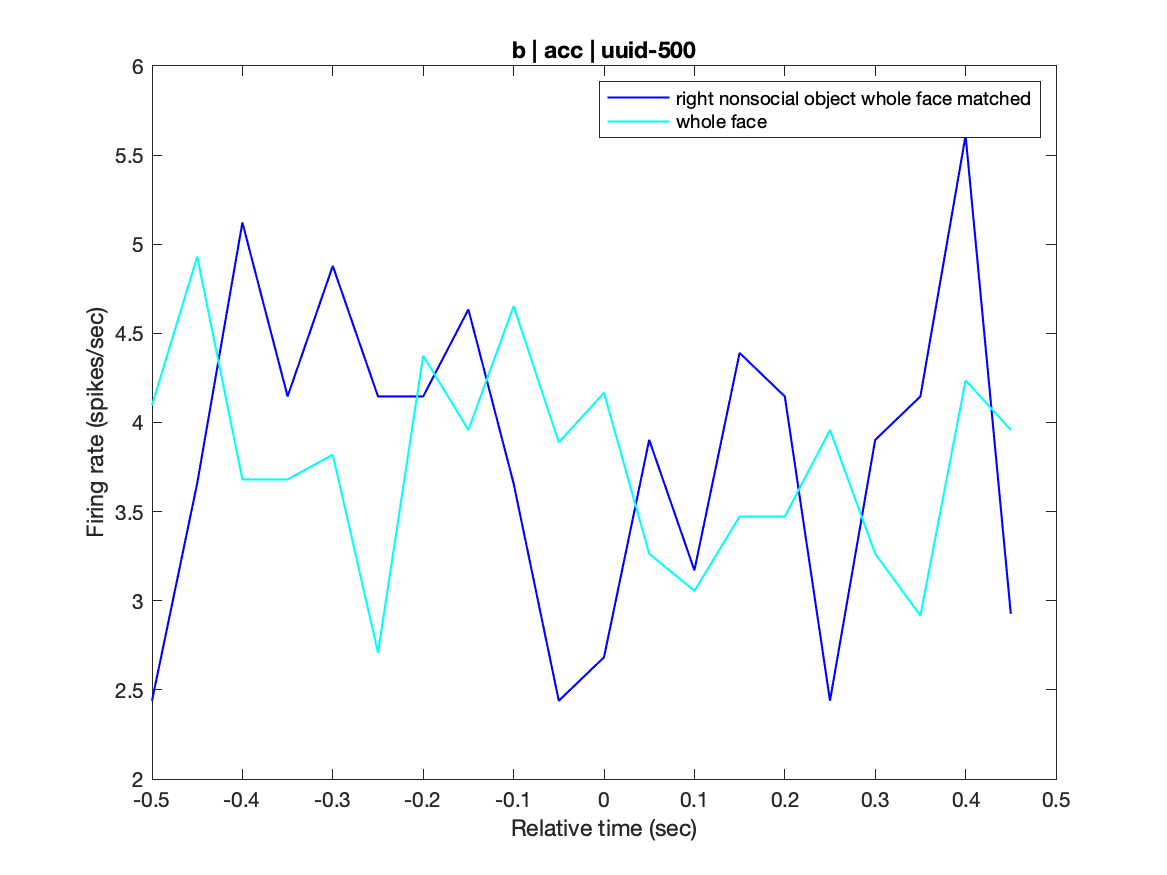 b | acc | uuid-500
right nonsocial object whole face matched
whole face
Firing rate (spikes/sec)
6
5.5
5
4.5
4
3.5
3
2.5
2
-0.5 -0.4 -0.3 -0.2 -0.1 0 0.1 0.2 0.3 0.4 0.5
Relative time (sec)